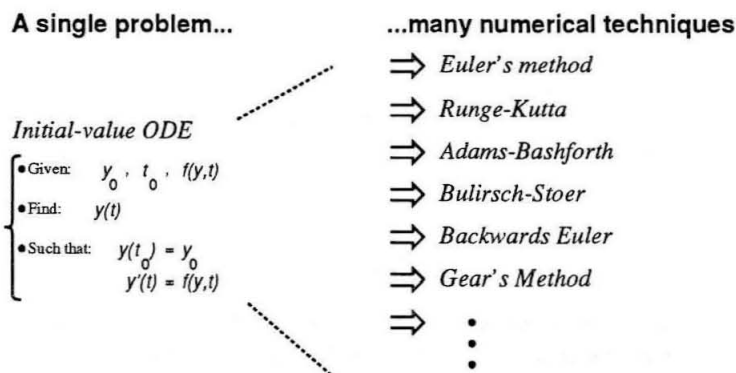 A single problem...
Initial-value ODE
•Given: y₀ , t₀ , f(y,t)
•Find: y(t)
•Such that: y(t₀) = y₀
y'(t) = f(y,t)
...many numerical techniques
⇒ Euler's method
⇒ Runge-Kutta
⇒ Adams-Bashforth
⇒ Bulirsch-Stoer
⇒ Backwards Euler
⇒ Gear's Method
⇒ •
•
•